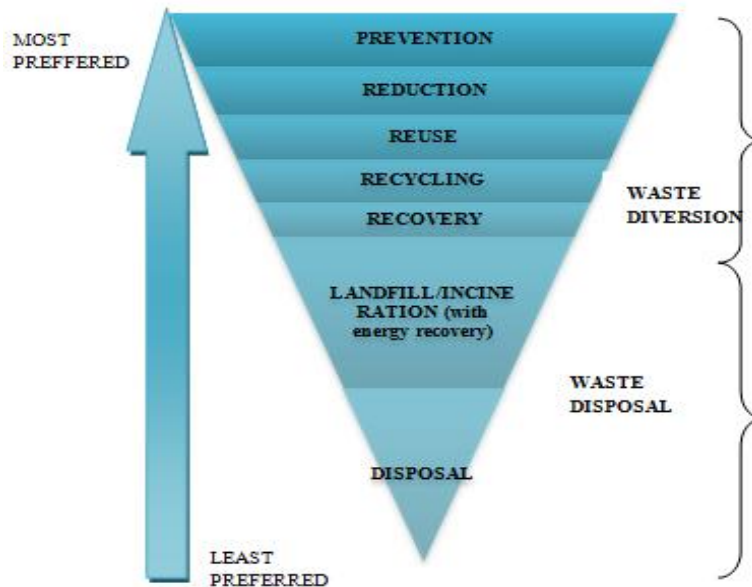 MOST
PREFFERED
PREVENTION
REDUCTION
REUSE
RECYCLING
RECOVERY
WASTE
DIVERSION
LANDFILL/INCINE
RATION (with
energy recovery)
WASTE
DISPOSAL
DISPOSAL
LEAST
PREFERRED